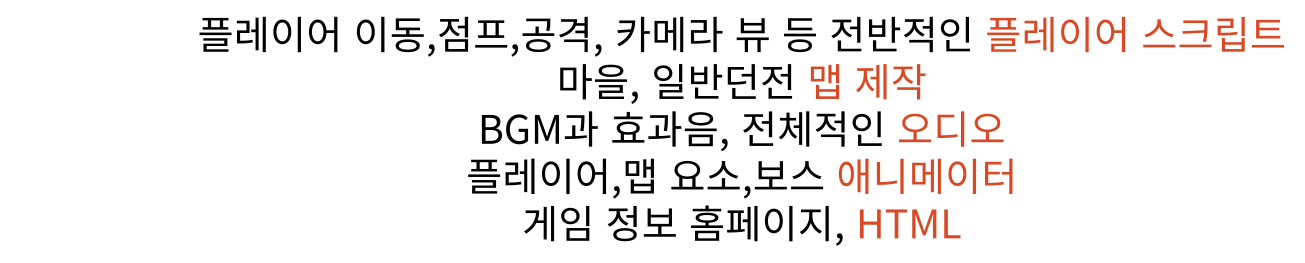 플레이어 이동,점프,공격, 카메라 뷰 등 전반적인 플레이어 스크립트
마을, 일반던전 맵 제작
BGM과 효과음, 전체적인 오디오
플레이어,맵 요소,보스 애니메이터
게임 정보 홈페이지, HTML